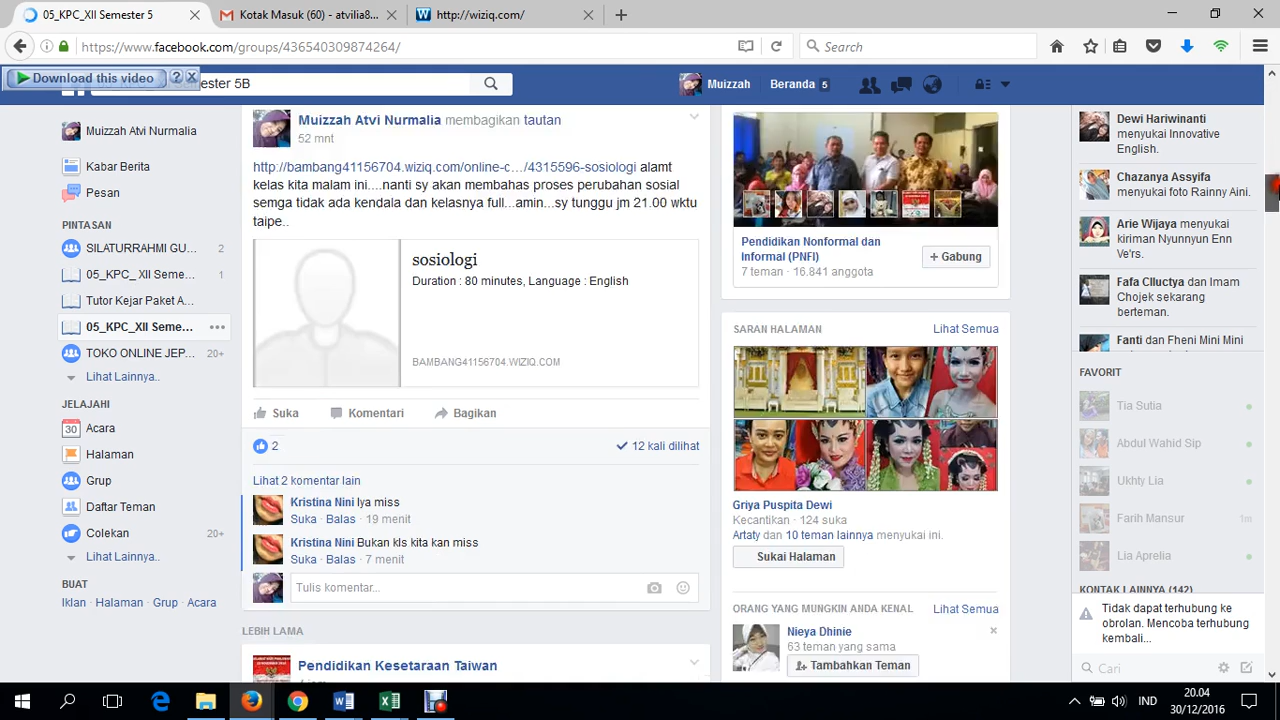 05_KPC_XII Semester 5
Kotak Masuk (60) - atvilia8...
http://wiziq.com/
https://www.facebook.com/groups/436540309874264/
Search
Download this video
?
ester 5B
Muizzah
Beranda 5
Muizzah Atvi Nurmalia
Kabar Berita
Pesan
PINTASAN
SILATURRAHMI GU... 2
05_KPC_ XII Seme... 1
Tutor Kejar Paket A...
05_KPC_XII Seme...
TOKO ONLINE JEP... 20+
Lihat Lainnya..
JELAJAHI
30 Acara
Halaman
Grup
Daftar Teman
Colekan 20+
Lihat Lainnya..
BUAT
Iklan · Halaman · Grup · Acara
Muizzah Atvi Nurmalia membagikan tautan
52 mnt
http://bambang41156704.wiziq.com/online-c.../4315596-sosiologi alamt
kelas kita malam ini....nanti sy akan membahas proses perubahan sosial
semga tidak ada kendala dan kelasnya full...amin...sy tunggu jm 21.00 wktu
taipe..
sosiologi
Duration : 80 minutes, Language : English
BAMBANG41156704.WIZIQ.COM
Suka
Komentari
Bagikan
2
12 kali dilihat
Lihat 2 komentar lain
Kristina Nini Iya miss
Suka · Balas · 19 menit
Kristina Nini Bukan kls kita kan miss
Suka · Balas · 7 menit
Tulis komentar...
LEBIH LAMA
Pendidikan Kesetaraan Taiwan
Pendidikan Nonformal dan
informal (PNFI)
7 teman · 16.841 anggota
+ Gabung
SARAN HALAMAN
Lihat Semua
Griya Puspita Dewi
Kecantikan · 124 suka
Artaty dan 10 teman lainnya menyukai ini.
Sukai Halaman
ORANG YANG MUNGKIN ANDA KENAL
Lihat Semua
Nieya Dhinie
63 teman yang sama
Tambahkan Teman
Dewi Hariwinanti
menyukai Innovative
English.
Chazanya Assyifa
menyukai foto Rainny Ayni.
Arie Wijaya menyukai
kiriman Nyunnyun Enn
Ve'rs.
Fafa Clluctya dan Imam
Chojek sekarang
berteman.
Fanti dan Fheni Mini Mini
FAVORIT
Tia Sutia
Abdul Wahid Sip
Ukhty Lia
Farih Mansur 1m
Lia Aprelia
KONTAK LAINNYA (142)
Tidak dapat terhubung ke
obrolan. Mencoba terhubung
kembali...
Cari
IND
20.04
30/12/2016